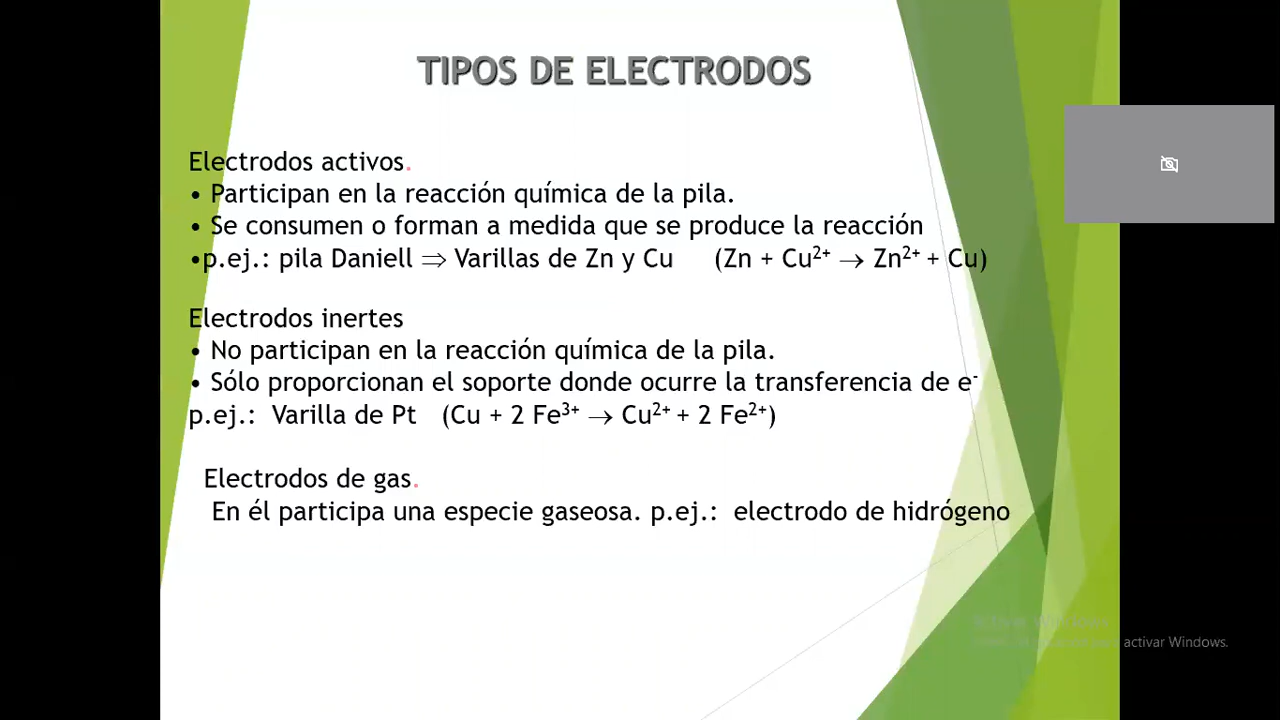 TIPOS DE ELECTRODOS
Electrodos activos.
• Participan en la reacción química de la pila.
• Se consumen o forman a medida que se produce la reacción
•p.ej.: pila Daniell ⇒ Varillas de Zn y Cu (Zn + Cu²⁺ → Zn²⁺ + Cu)
Electrodos inertes
• No participan en la reacción química de la pila.
• Sólo proporcionan el soporte donde ocurre la transferencia de e⁻
p.ej.: Varilla de Pt (Cu + 2 Fe³⁺ → Cu²⁺ + 2 Fe²⁺)
Electrodos de gas.
En él participa una especie gaseosa. p.ej.: electrodo de hidrógeno
activar Windows.